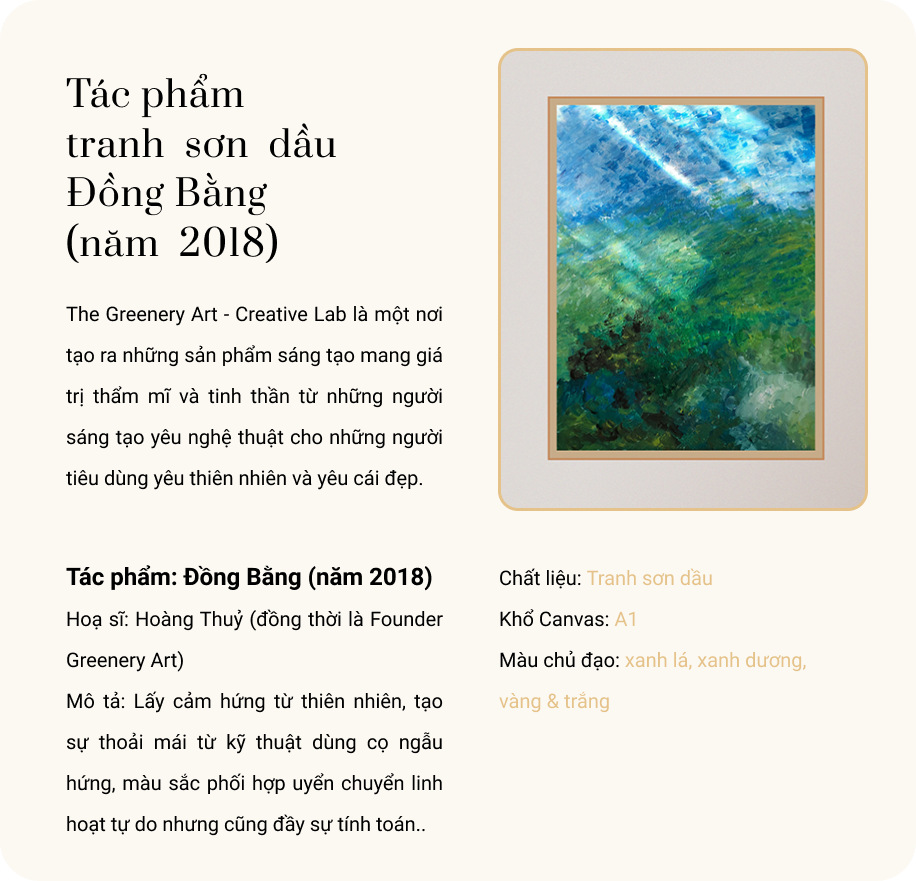 Tác phẩm
tranh sơn dầu
Đồng Bằng
(năm 2018)
The Greenery Art - Creative Lab là một nơi
tạo ra những sản phẩm sáng tạo mang giá
trị thẩm mĩ và tinh thần từ những người
sáng tạo yêu nghệ thuật cho những người
tiêu dùng yêu thiên nhiên và yêu cái đẹp.
Tác phẩm: Đồng Bằng (năm 2018)
Hoạ sĩ: Hoàng Thuỷ (đồng thời là Founder
Greenery Art)
Mô tả: Lấy cảm hứng từ thiên nhiên, tạo
sự thoải mái từ kỹ thuật dùng cọ ngẫu
hứng, màu sắc phối hợp uyển chuyển linh
hoạt tự do nhưng cũng đầy sự tính toán..
Chất liệu: Tranh sơn dầu
Khổ Canvas: A1
Màu chủ đạo: xanh lá, xanh dương,
vàng & trắng